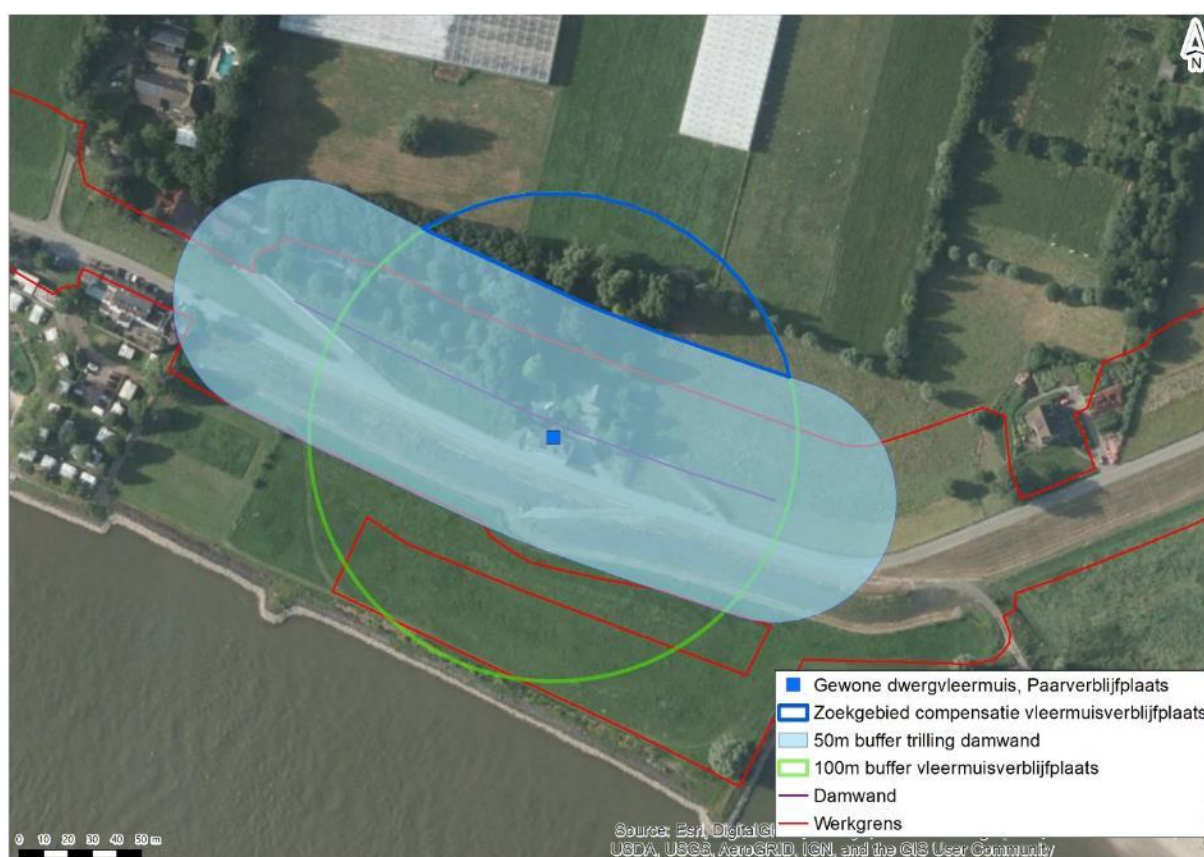 N
Gewone dwergvleermuis, Paarverblijfplaats
Zoekgebied compensatie vleermuisverblijfplaats
50m buffer trilling damwand
100m buffer vleermuisverblijfplaats
Damwand
Werkgrens
0 10 20 30 40 50 m
Source: Esri, DigitalGl
USDA, USGS, AeroGRID, IGN, and the GIS User Community